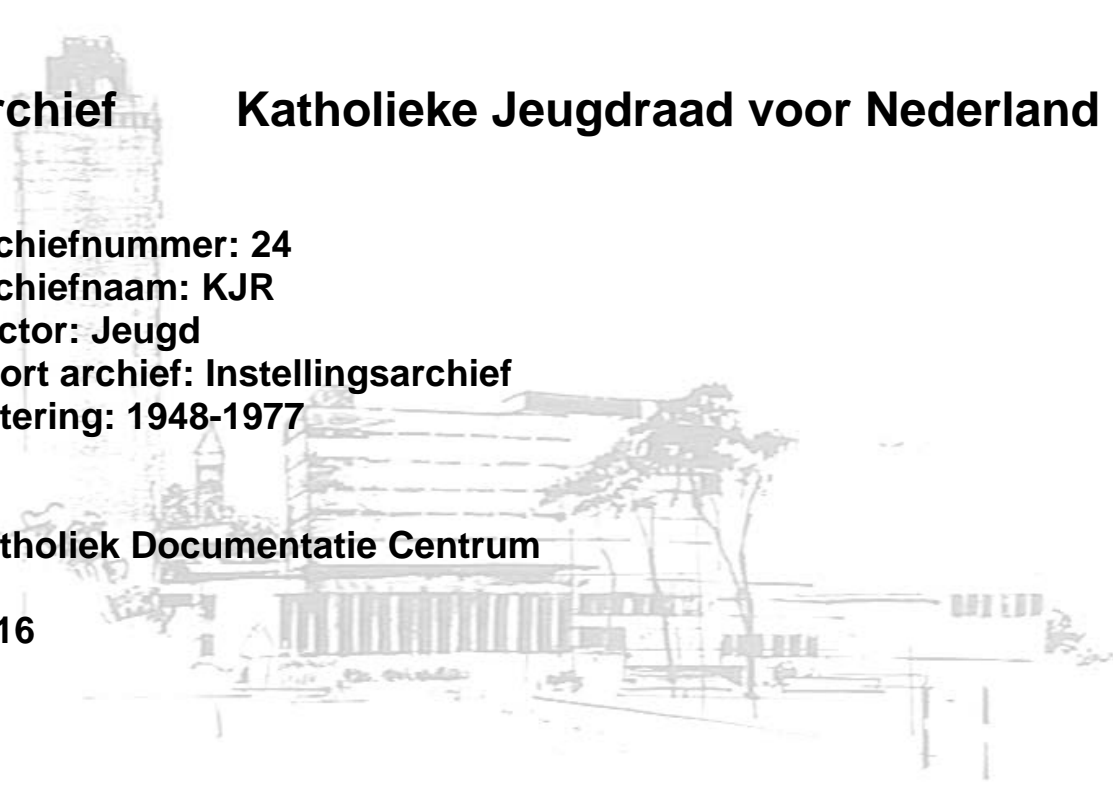 rchief Katholieke Jeugdraad voor Nederland
chiefnummer: 24
chiefnaam: KJR
ctor: Jeugd
ort archief: Instellingsarchief
tering: 1948-1977
tholiek Documentatie Centrum
16